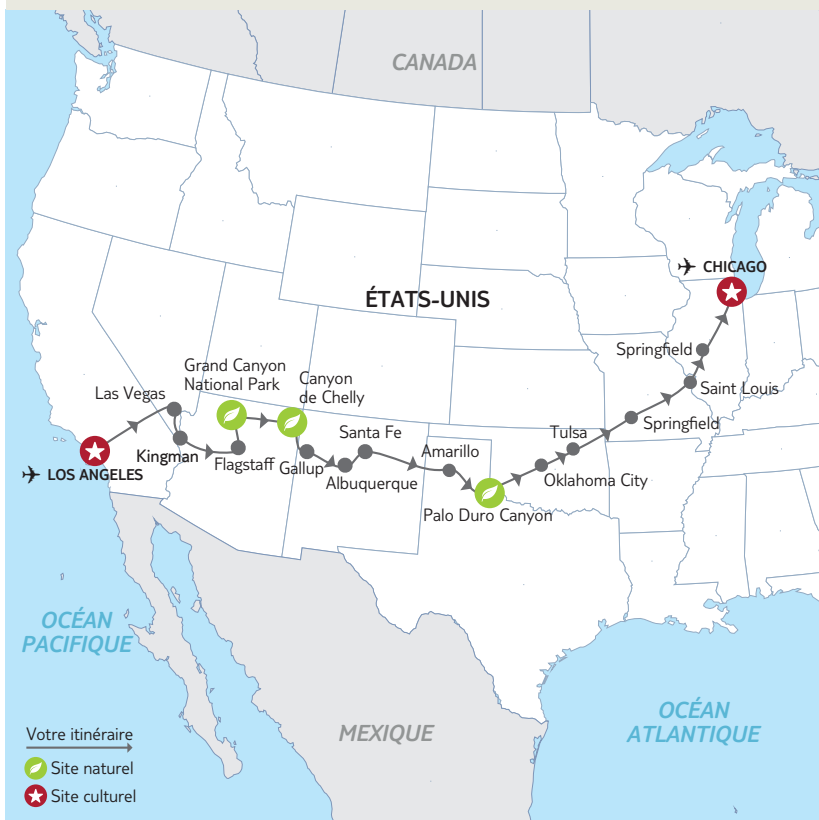 CANADA
CHICAGO
ÉTATS-UNIS
Springfield
Grand Canyon
National Park
Canyon
de Chelly
Las Vegas
Saint Louis
Springfield
Santa Fe
Tulsa
Kingman
Amarillo
Flagstaff
Gallup
LOS ANGELES
Albuquerque
Oklahoma City
Palo Duro Canyon
OCÉAN
PACIFIQUE
OCÉAN
ATLANTIQUE
MEXIQUE
Votre itinéraire
Site naturel
Site culturel